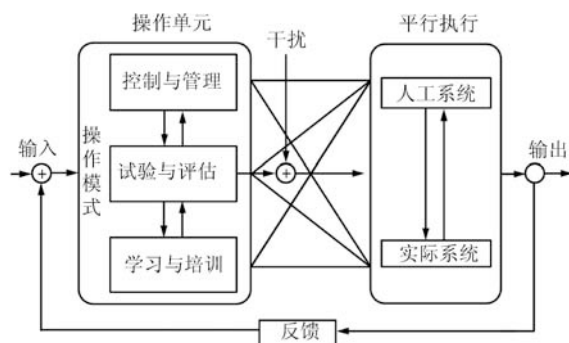 操作单元
平行执行
干扰
控制与管理
人工系统
输入
操作模式
试验与评估
输出
学习与培训
实际系统
反馈